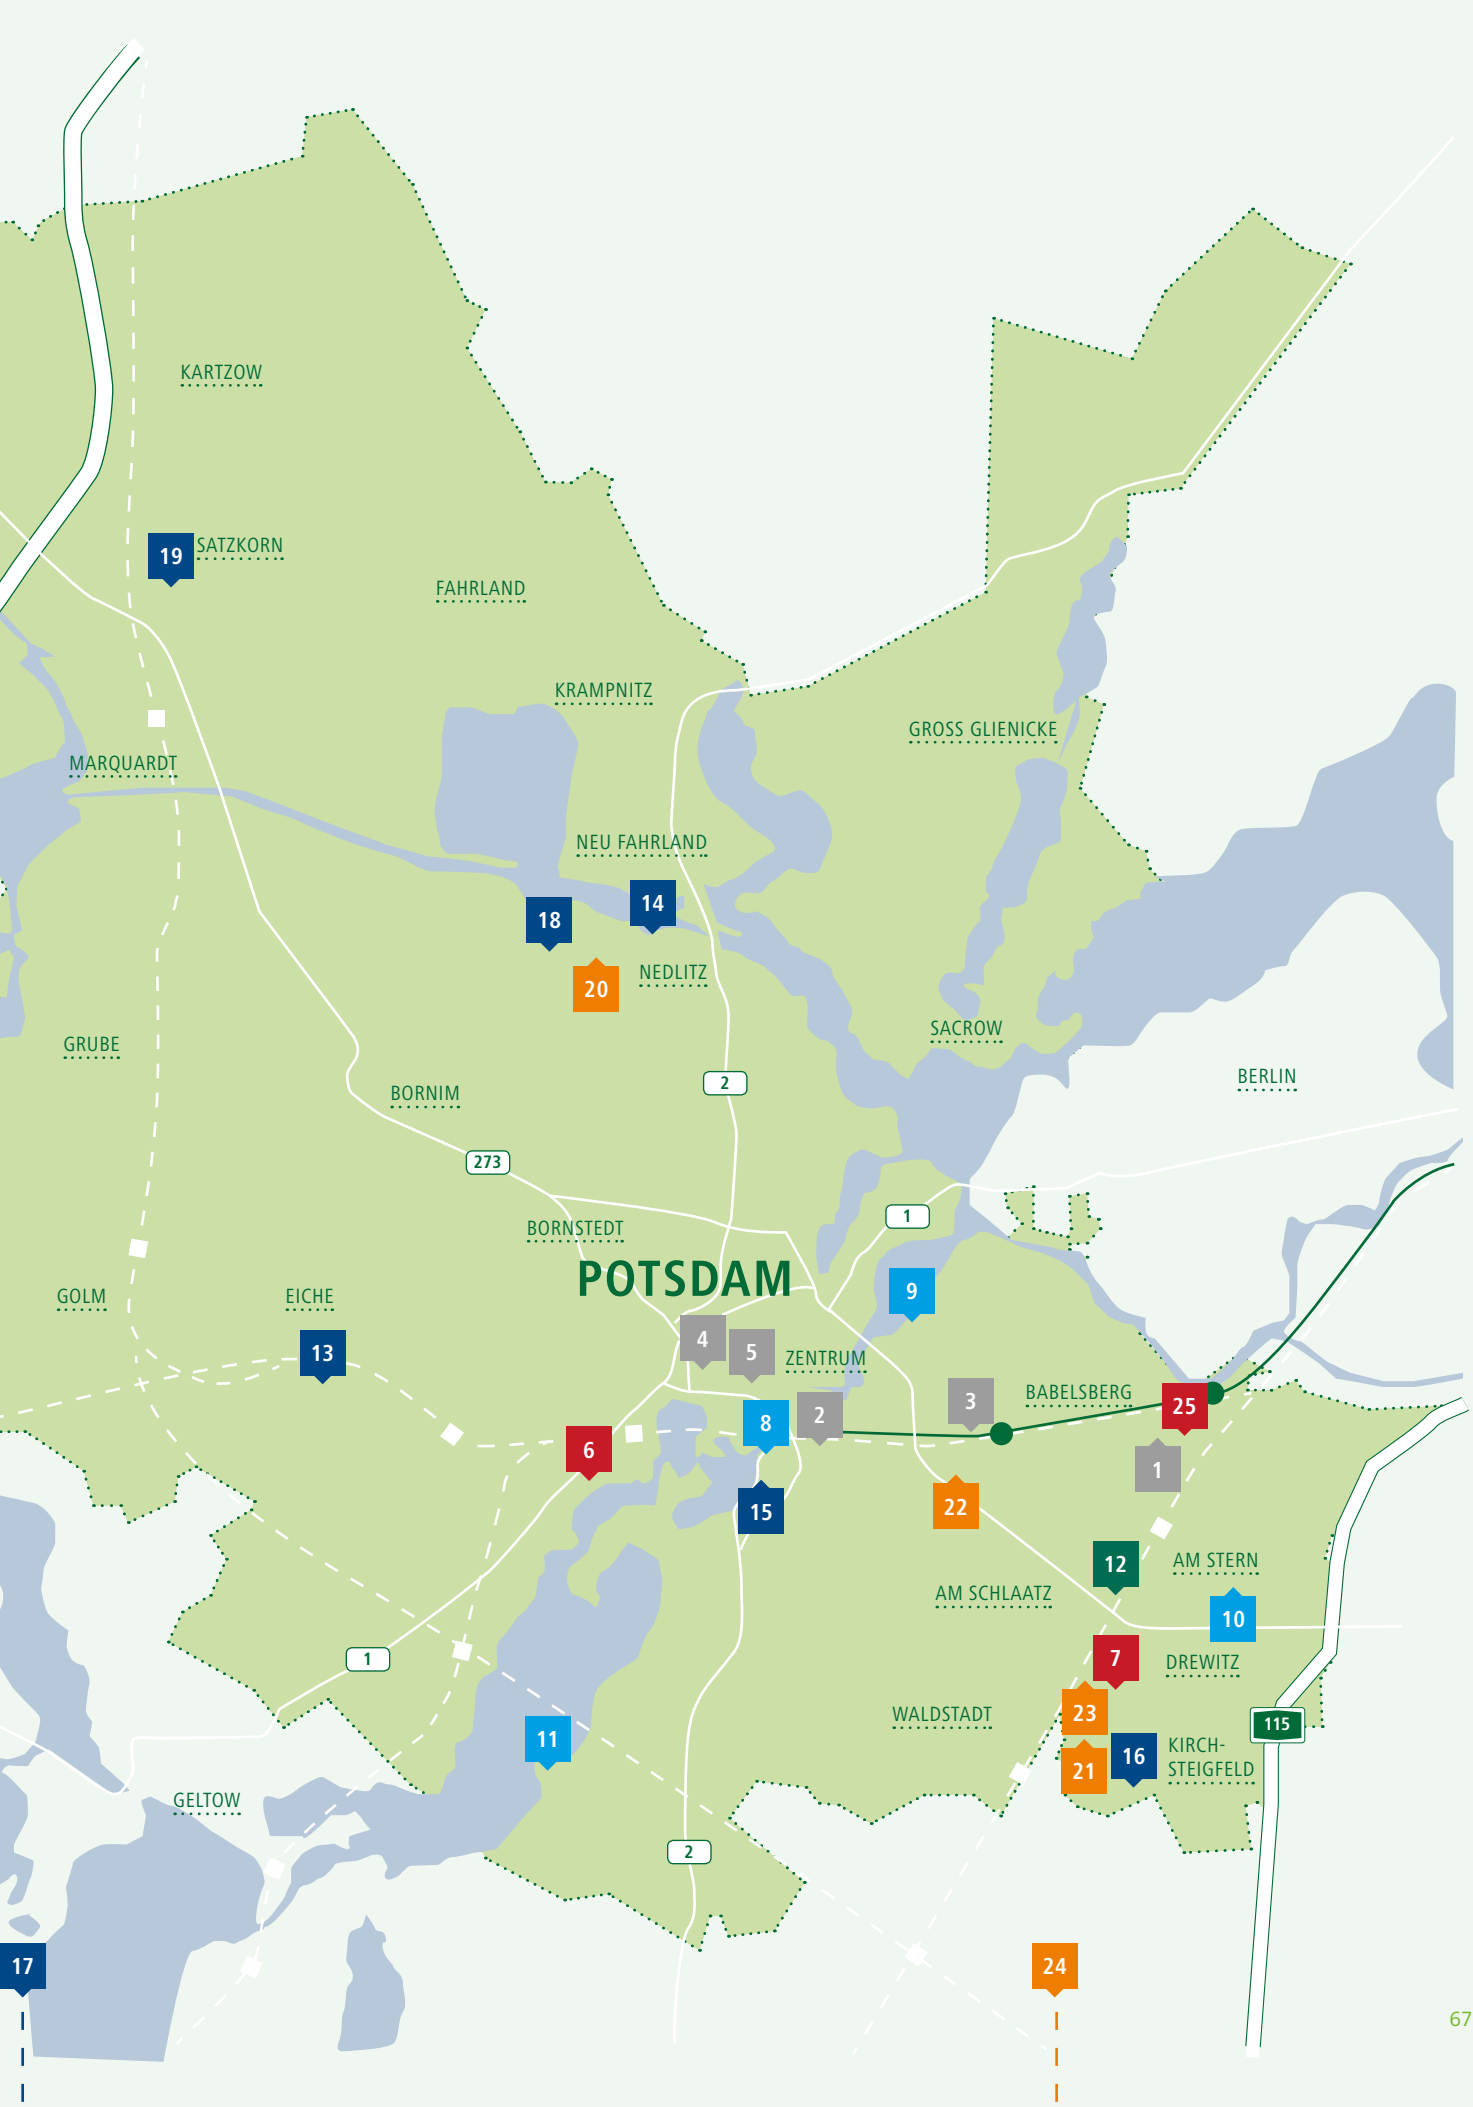 KARTZOW
19
SATZKORN
FAHRLAND
KRAMPNITZ
GROSS GLIENICKE
MARQUARDT
NEU FAHRLAND
14
18
NEDLITZ
20
SACROW
GRUBE
BERLIN
2
BORNIM
273
1
BORNSTEDT
POTSDAM
9
GOLM
EICHE
4
5
13
ZENTRUM
BABELSBERG
3
25
2
8
6
1
22
15
12
AM STERN
AM SCHLAATZ
10
1
7
DREWITZ
23
WALDSTADT
115
11
KIRCH-
STEIGFELD
16
21
GELTOW
2
17
24
67